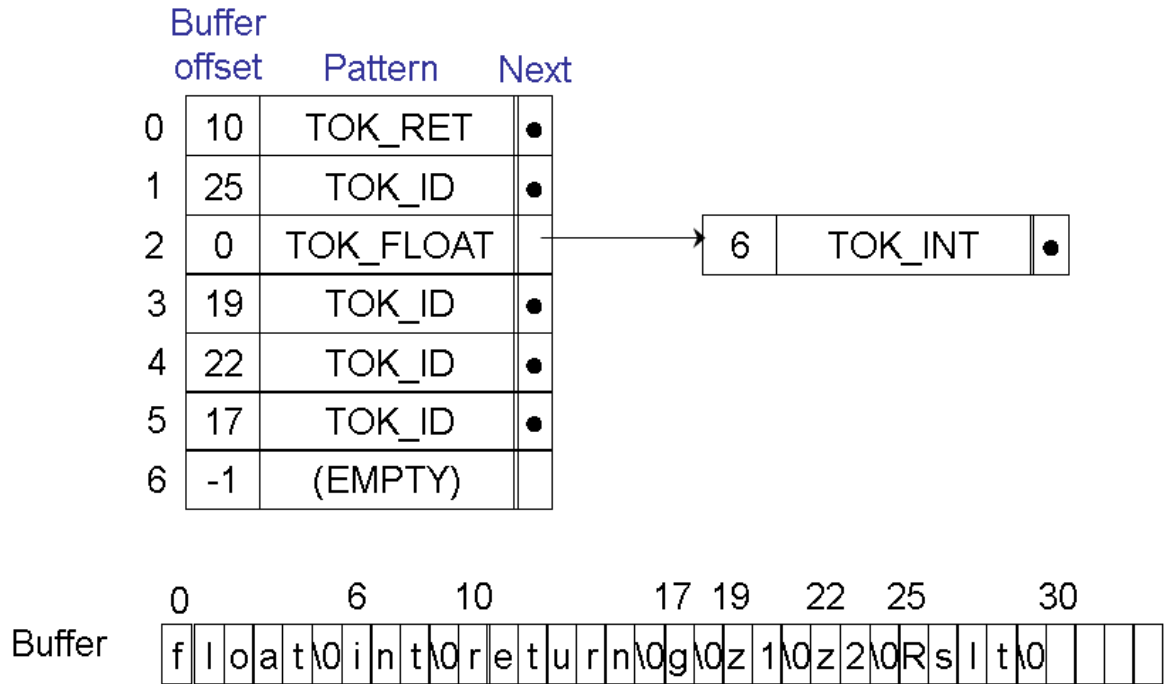 Buffer
offset Pattern Next
0 10 TOK_RET
1 25 TOK_ID
2 0 TOK_FLOAT 6 TOK_INT
3 19 TOK_ID
4 22 TOK_ID
5 17 TOK_ID
6 -1 (EMPTY)
0 6 10 17 19 22 25 30
Buffer f l o a t \0 i n t \0 r e t u r n \0 g \0 z 1 \0 z 2 \0 R s l t \0